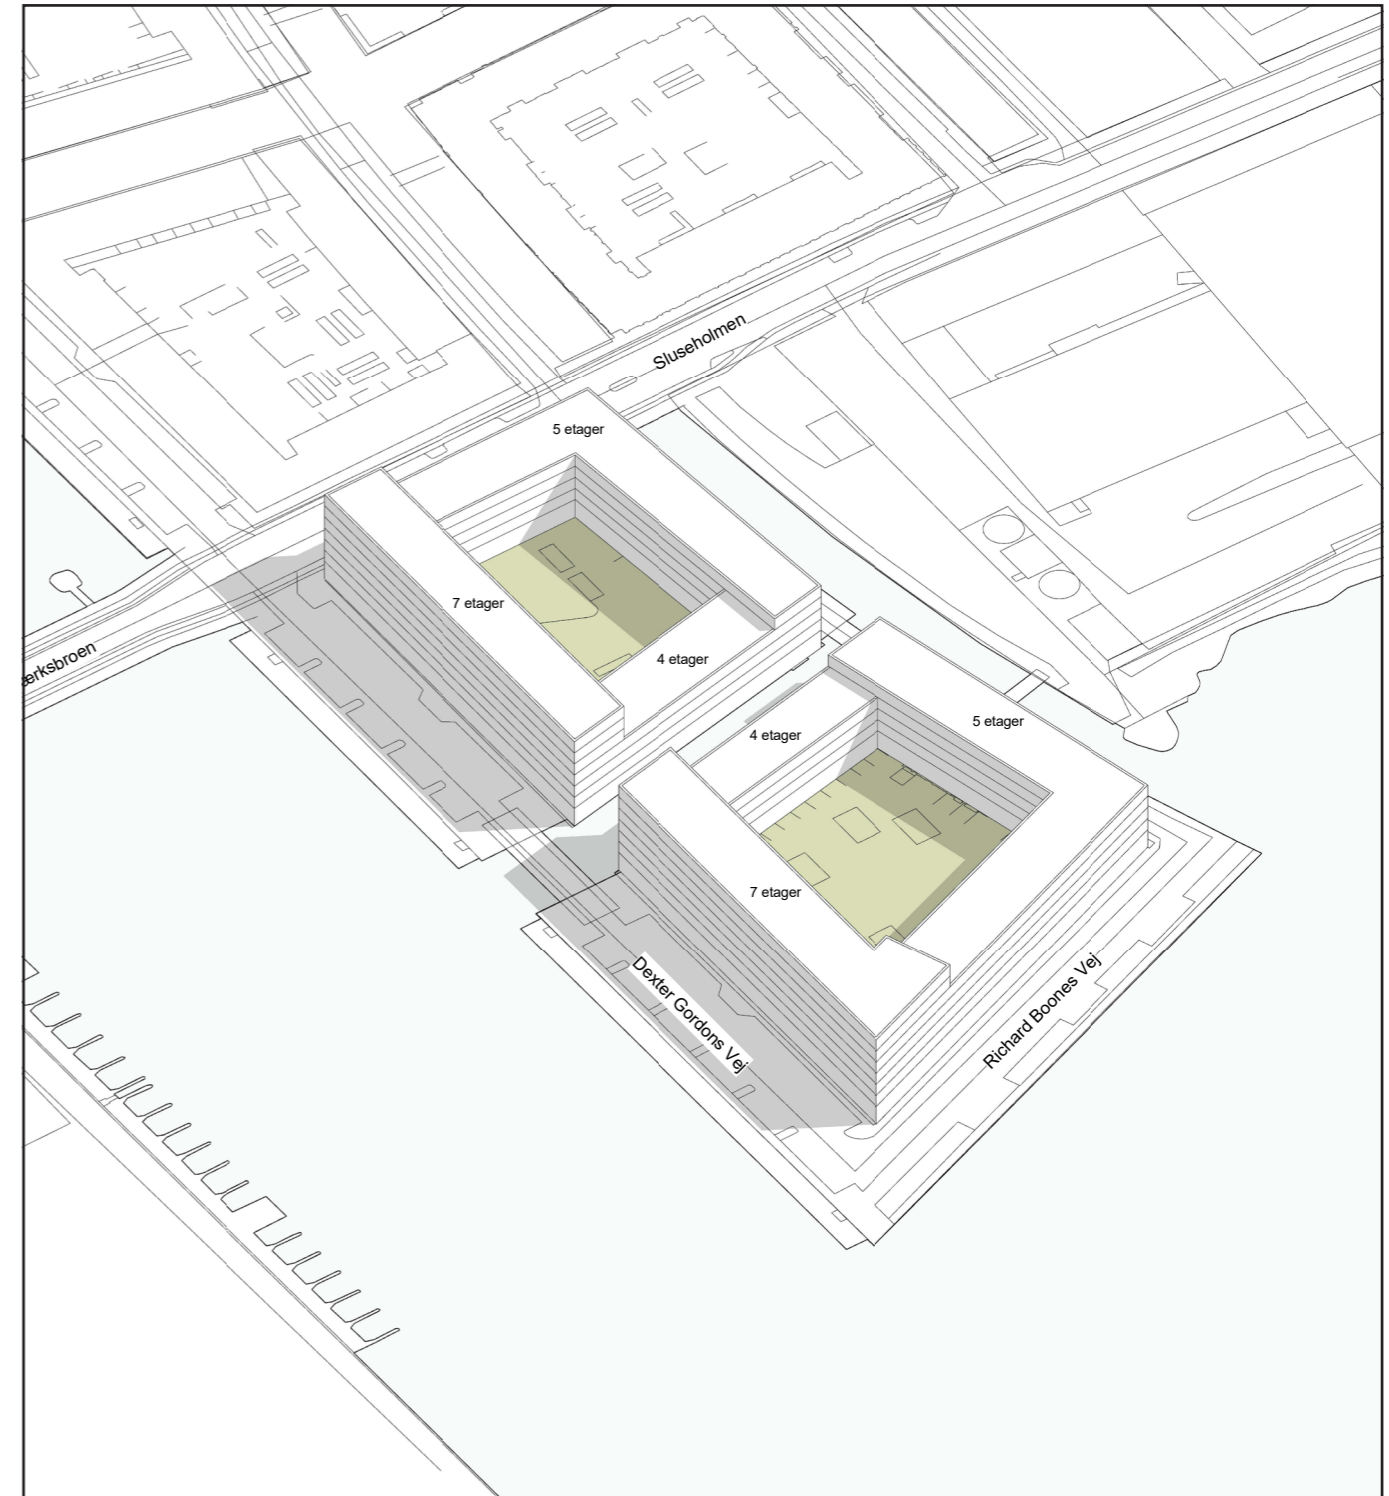 Sluseholmen
5 etager
7 etager
4 etager
ærksbroen
5 etager
4 etager
7 etager
Dexter Gordons Vej
Richard Boones Vej